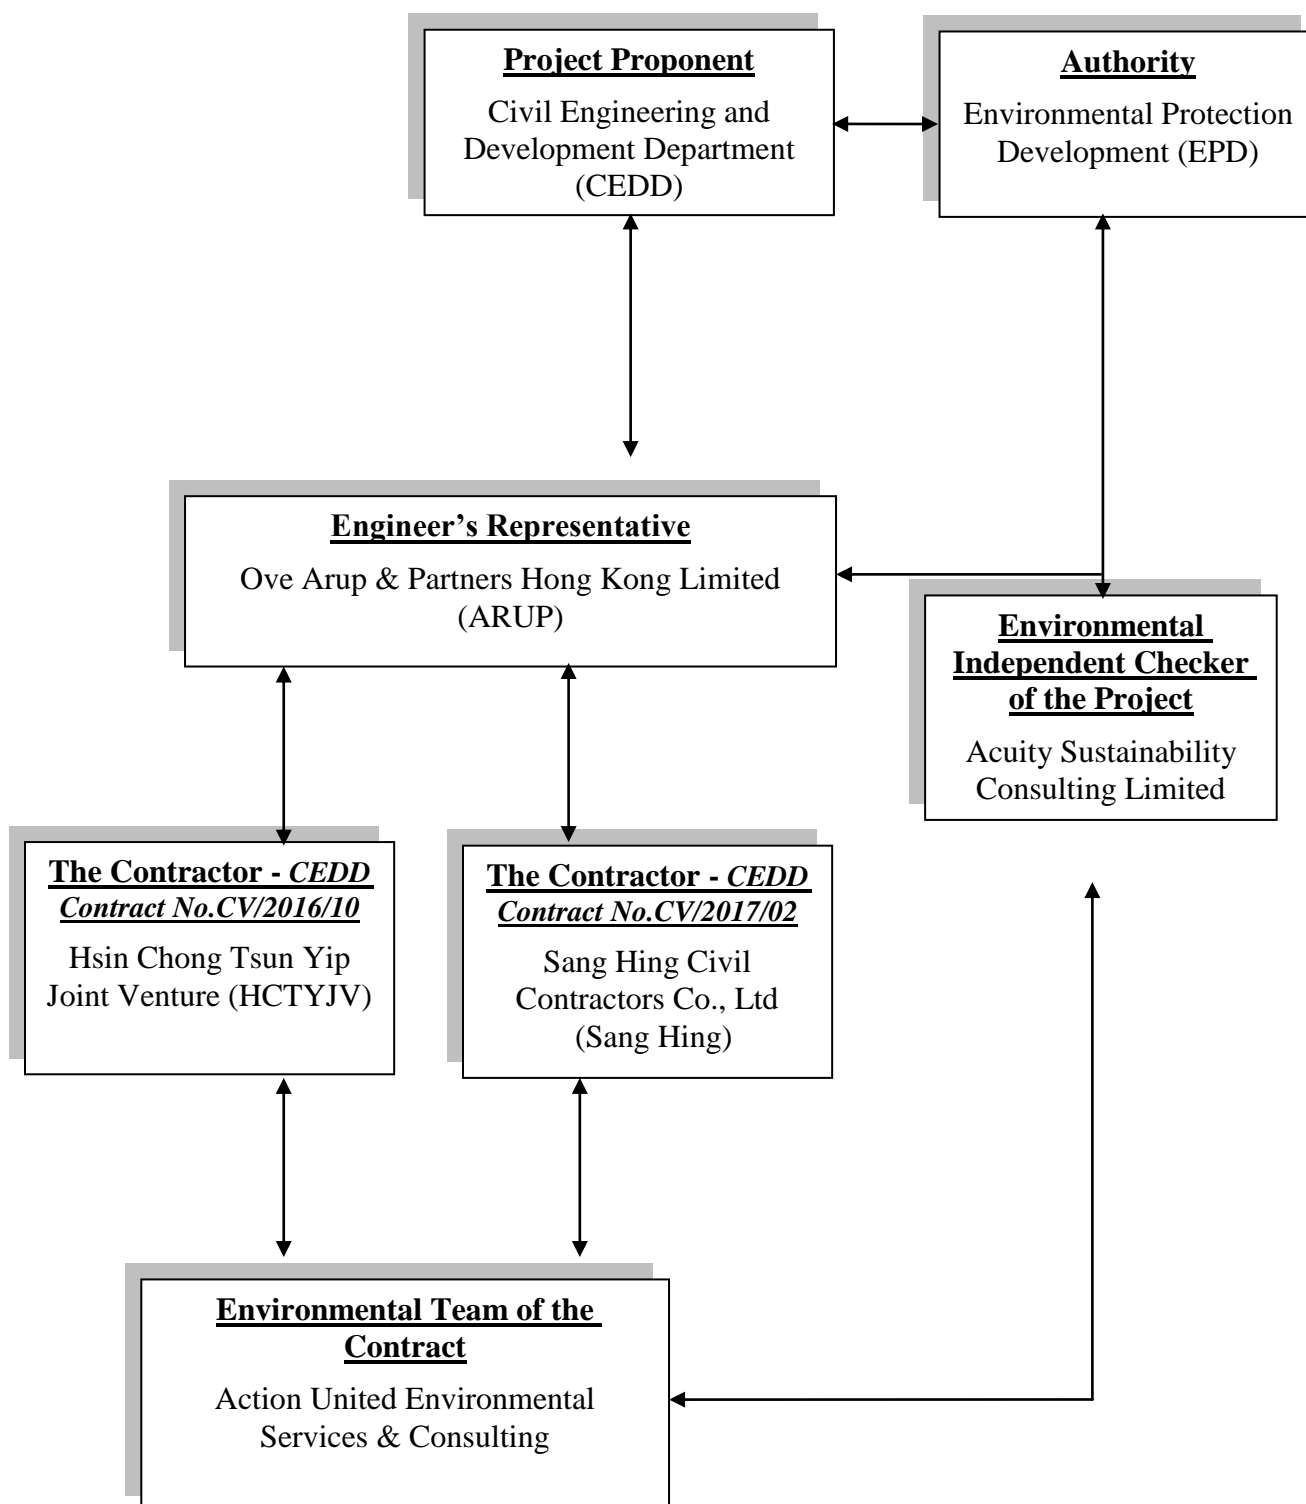 Project Proponent
Civil Engineering and
Development Department
(CEDD)
Authority
Environmental Protection
Development (EPD)
Engineer’s Representative
Ove Arup & Partners Hong Kong Limited
(ARUP)
Environmental
Independent Checker
of the Project
Acuity Sustainability
Consulting Limited
The Contractor - CEDD
Contract No.CV/2016/10
Hsin Chong Tsun Yip
Joint Venture (HCTYJV)
The Contractor - CEDD
Contract No.CV/2017/02
Sang Hing Civil
Contractors Co., Ltd
(Sang Hing)
Environmental Team of the
Contract
Action United Environmental
Services & Consulting